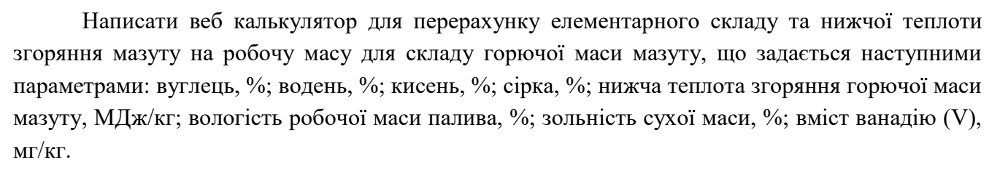 Написати веб калькулятор для перерахунку елементарного складу та нижчої теплоти
згоряння мазуту на робочу масу для складу горючої маси мазуту, що задається наступними
параметрами: вуглець, %; водень, %; кисень, %; сірка, %; нижча теплота згоряння горючої маси
мазуту, МДж/кг; вологість робочої маси палива, %; зольність сухої маси, %; вміст ванадію (V),
мг/кг.